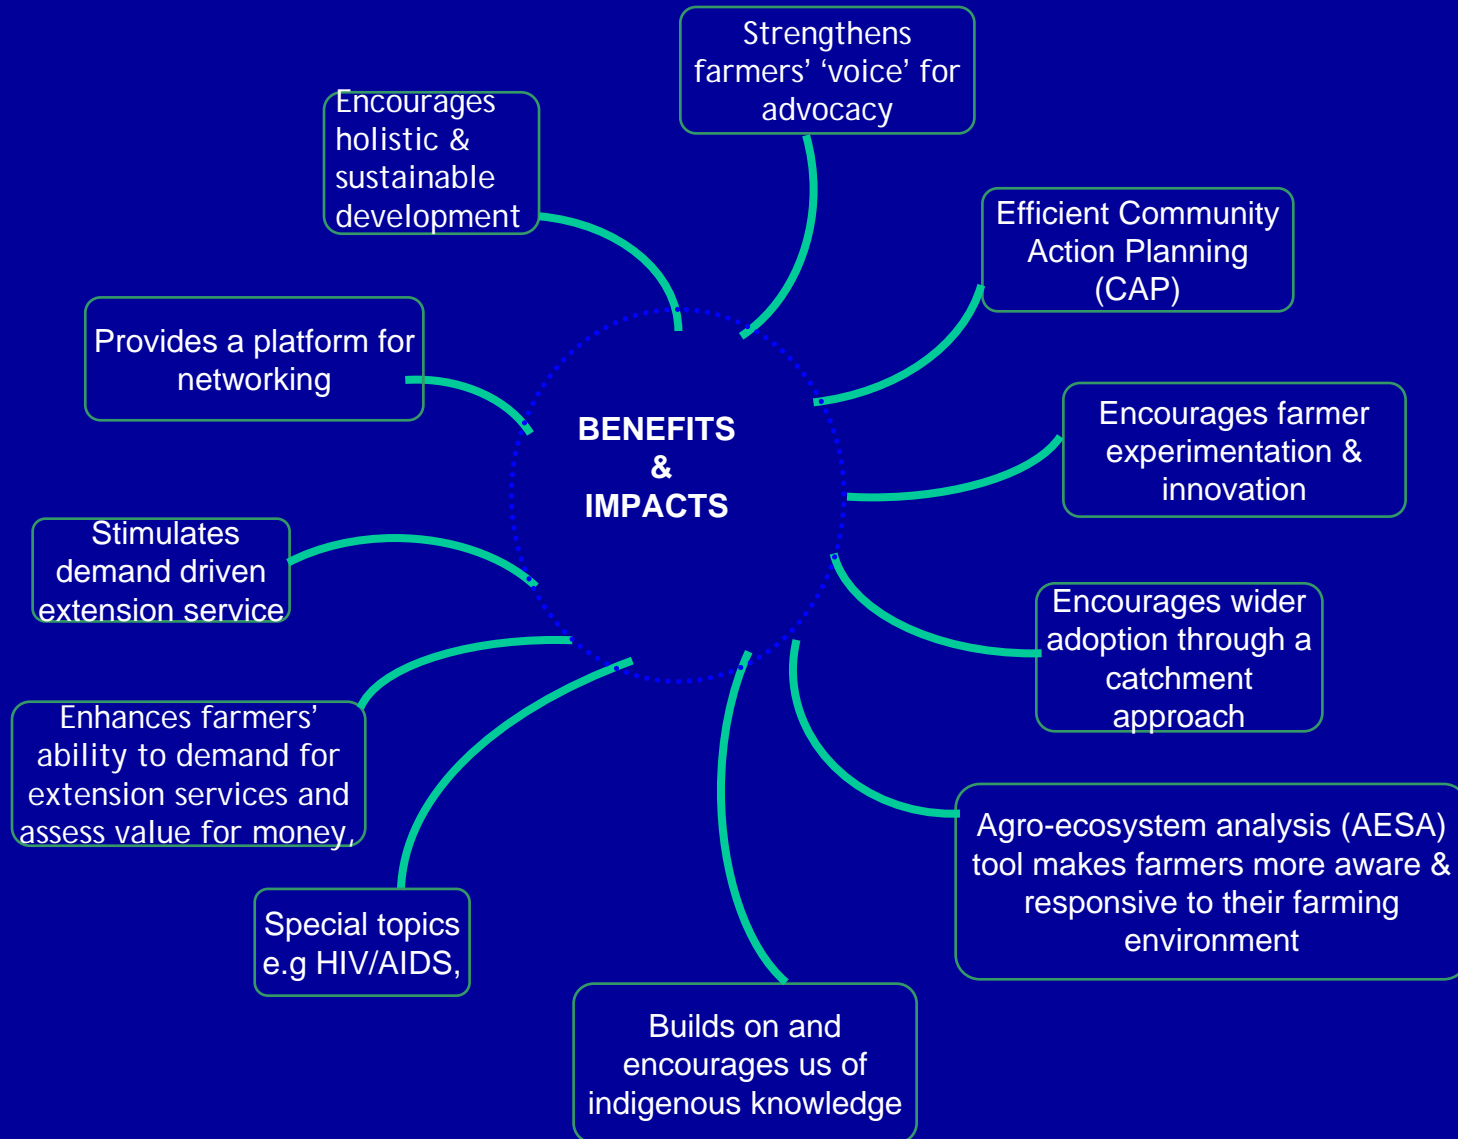 Strengthens
farmers' ‘voice’ for
advocacy
Encourages
holistic &
sustainable
development
Efficient Community
Action Planning
(CAP)
Provides a platform for
networking
BENEFITS
&
IMPACTS
Encourages farmer
experimentation &
innovation
Stimulates
demand driven
extension service
Encourages wider
adoption through a
catchment
approach
Enhances farmers’
ability to demand for
extension services and
assess value for money,
Agro-ecosystem analysis (AESA)
tool makes farmers more aware &
responsive to their farming
environment
Special topics
e.g HIV/AIDS,
Builds on and
encourages us of
indigenous knowledge